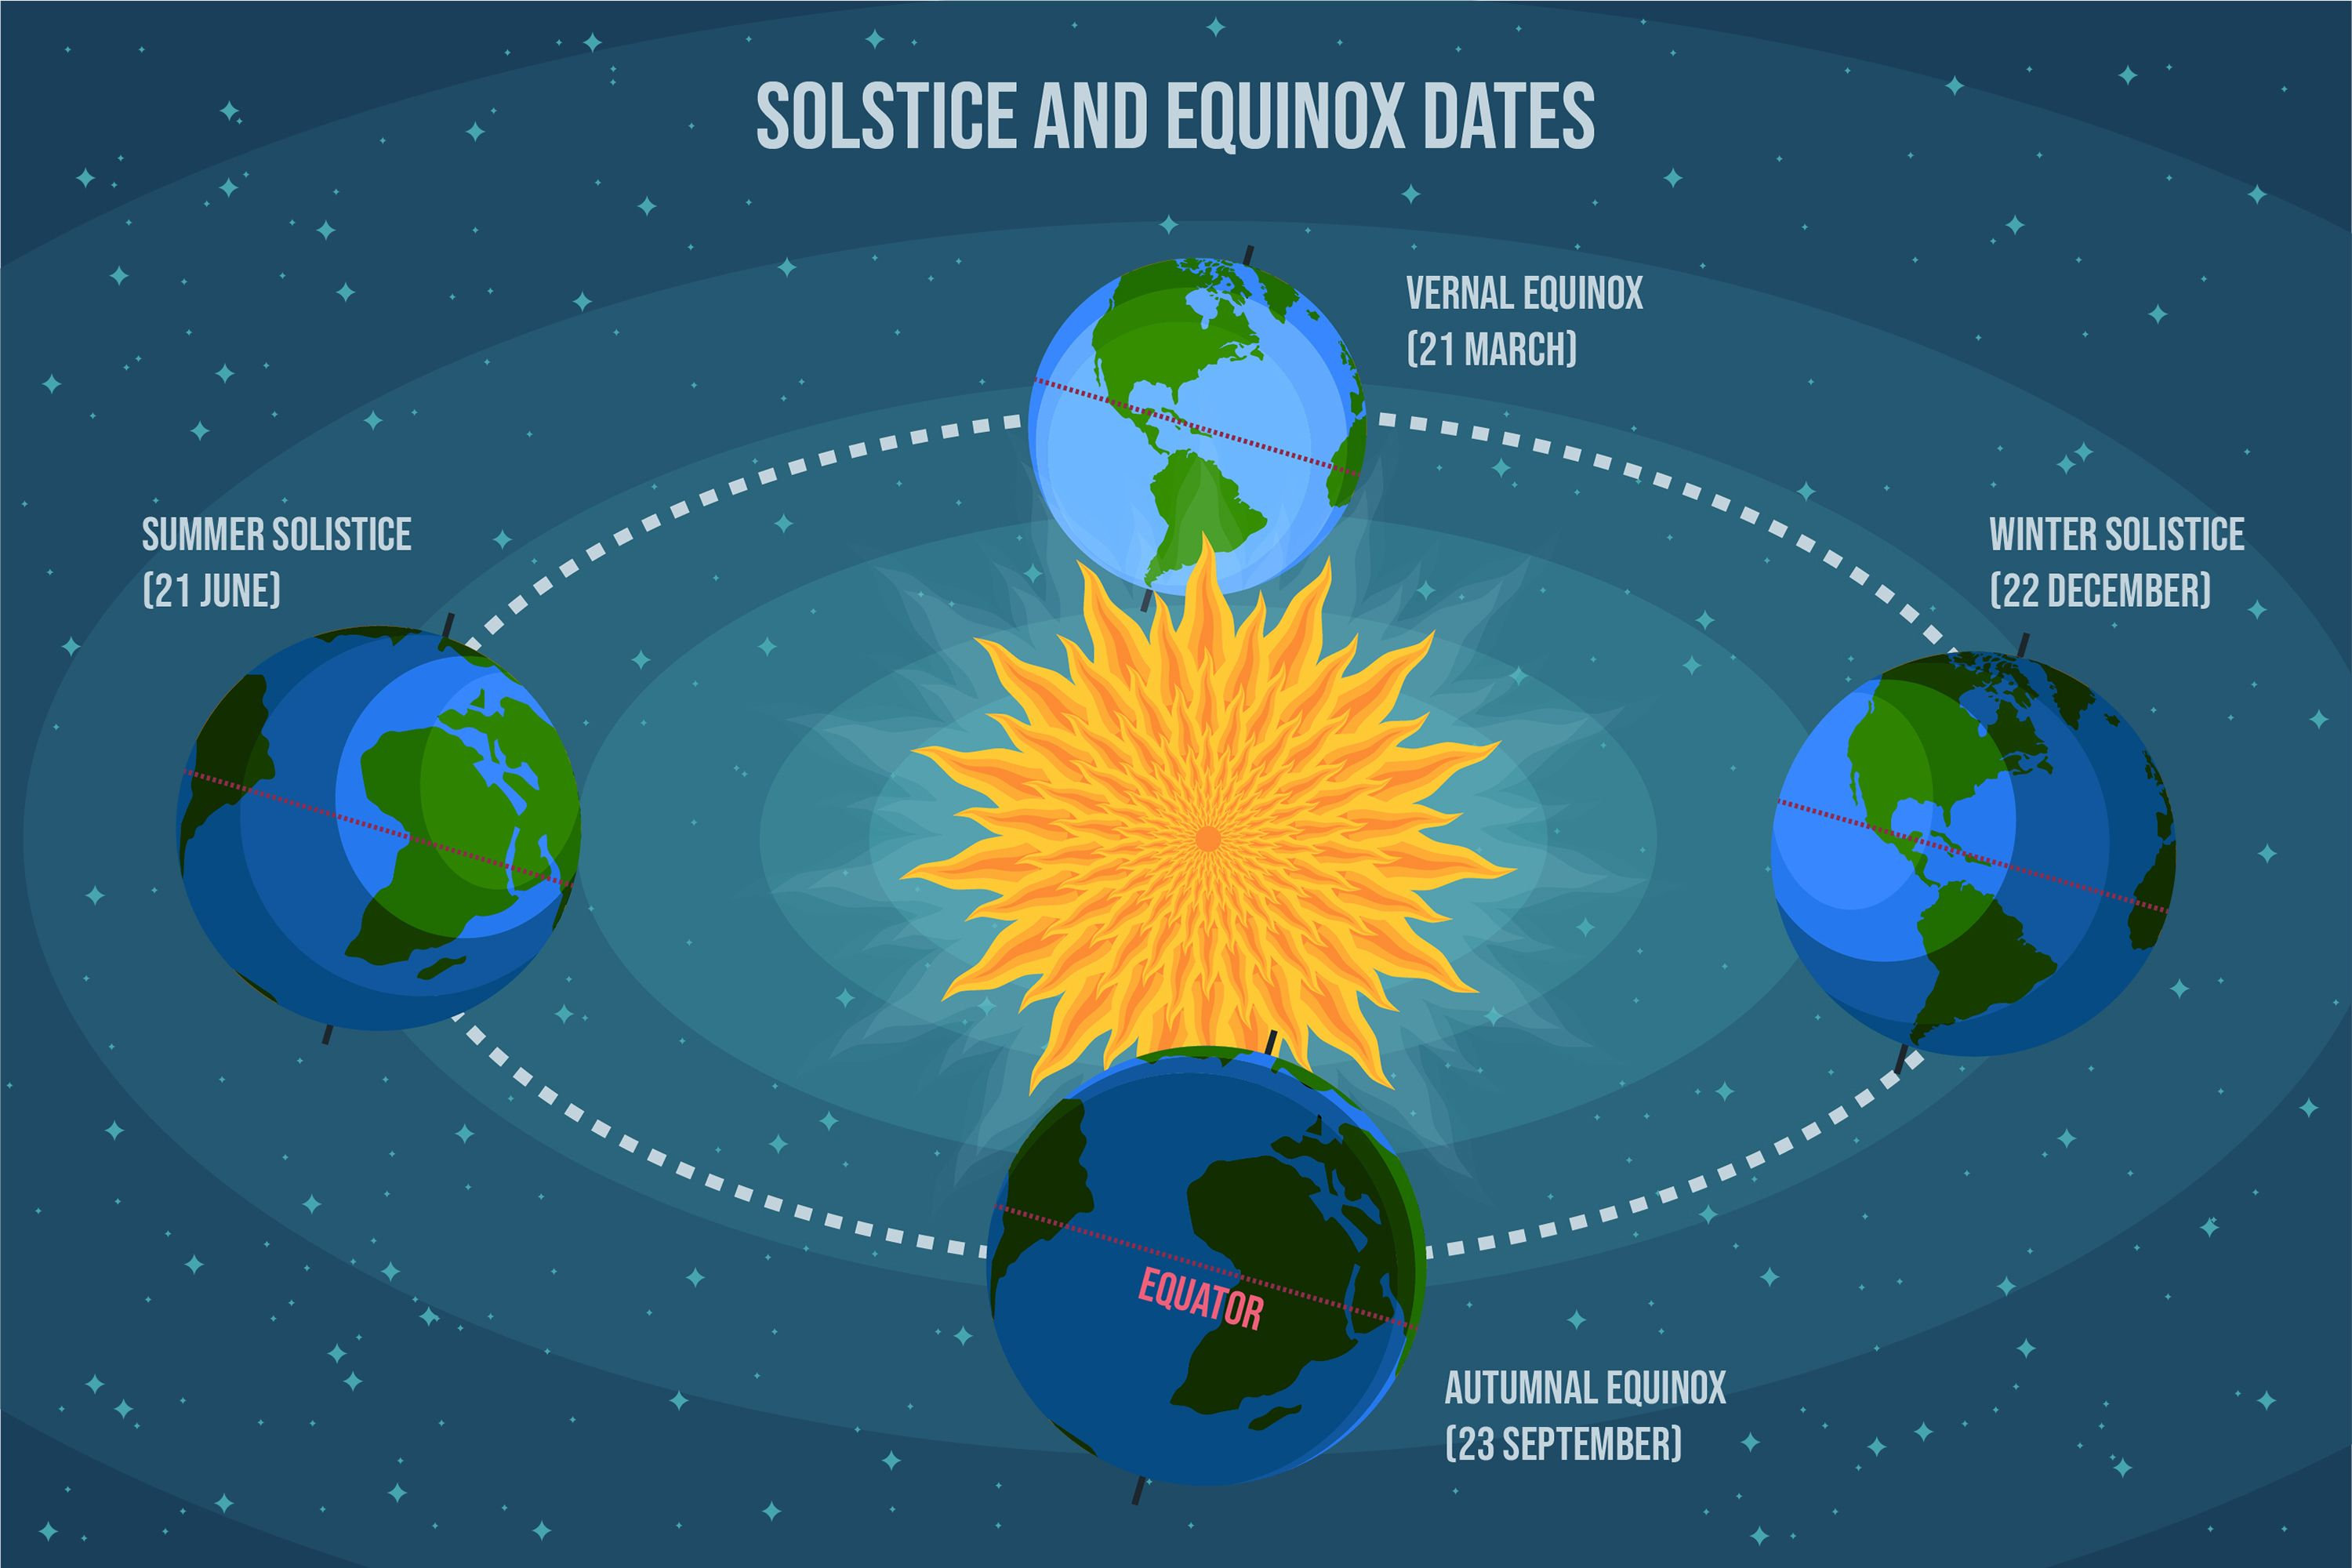 SOLSTICE AND EQUINOX DATES
VERNAL EQUINOX
(21 MARCH)
SUMMER SOLISTICE
(21 JUNE)
WINTER SOLISTICE
(22 DECEMBER)
EQUATOR
AUTUMNAL EQUINOX
(23 SEPTEMBER)